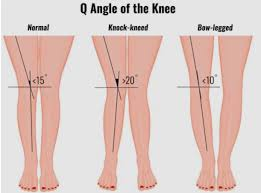 Q Angle of the Knee
Normal Knock-kneed Bow-legged
<15° >20° <10°